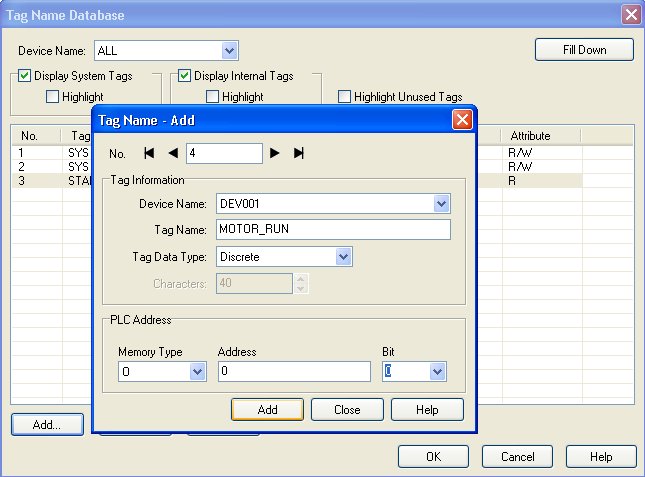 Tag Name Database
Device Name: ALL Fill Down
Display System Tags Display Internal Tags
Highlight Highlight Highlight Unused Tags
Tag Name - Add
No. Tag Attribute
No. 4
1 SYS R/W
2 SYS R/W
3 STA R
Tag Information
Device Name: DEV001
Tag Name: MOTOR_RUN
Tag Data Type: Discrete
Characters: 40
PLC Address
Memory Type Address Bit
O 0 0
Add Close Help
Add...
OK Cancel Help